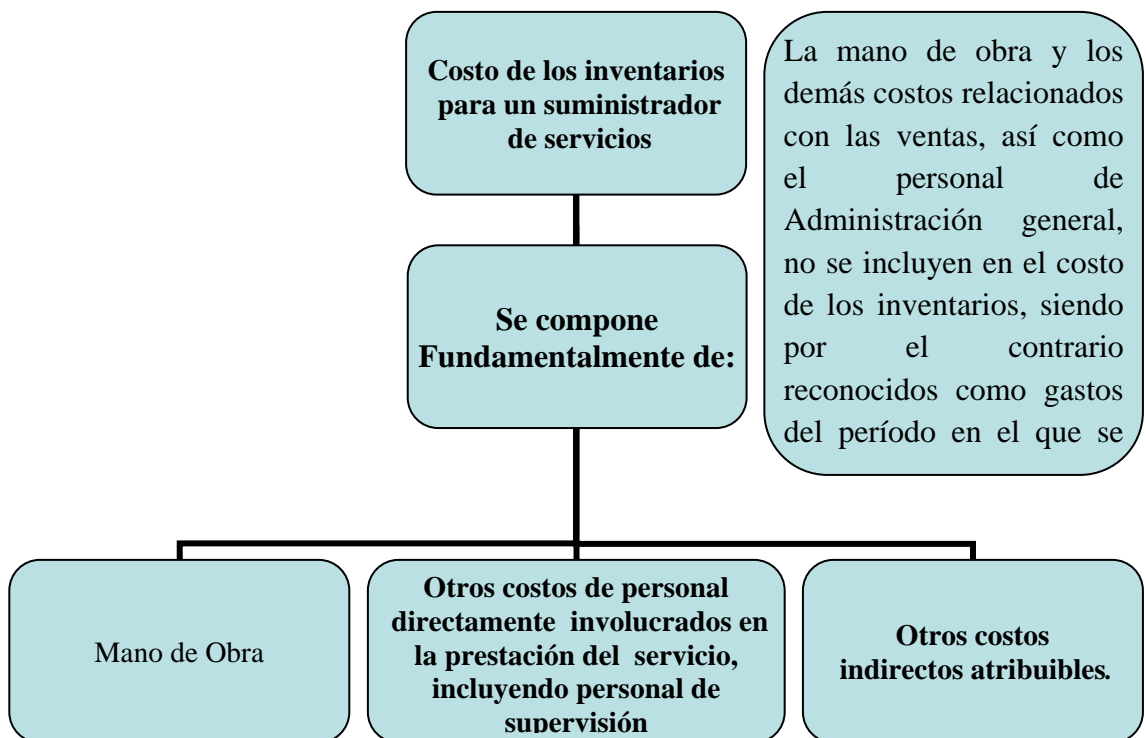 Costo de los inventarios
para un suministrador
de servicios
La mano de obra y los
demás costos relacionados
con las ventas, así como
el personal de
Administración general,
no se incluyen en el costo
de los inventarios, siendo
por el contrario
reconocidos como gastos
del período en el que se
Se compone
Fundamentalmente de:
Mano de Obra
Otros costos de personal
directamente involucrados en
la prestación del servicio,
incluyendo personal de
supervisión
Otros costos
indirectos atribuibles.